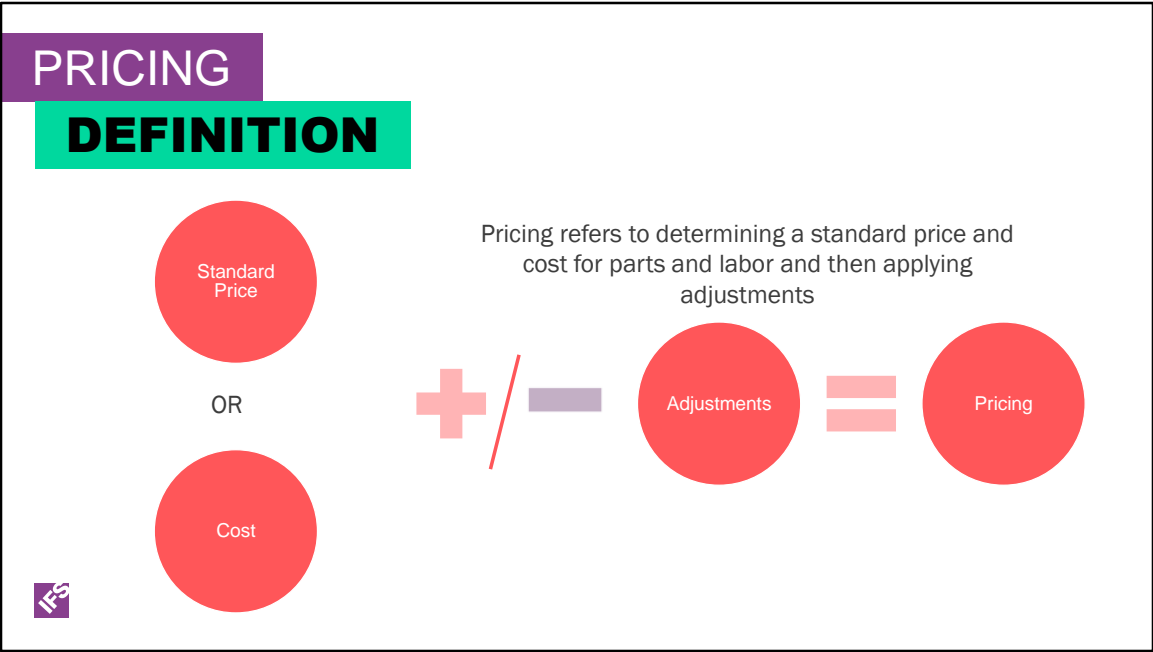 PRICING
DEFINITION
Pricing refers to determining a standard price and
cost for parts and labor and then applying
adjustments
Standard
Price
OR
Cost
Adjustments
Pricing
IFS